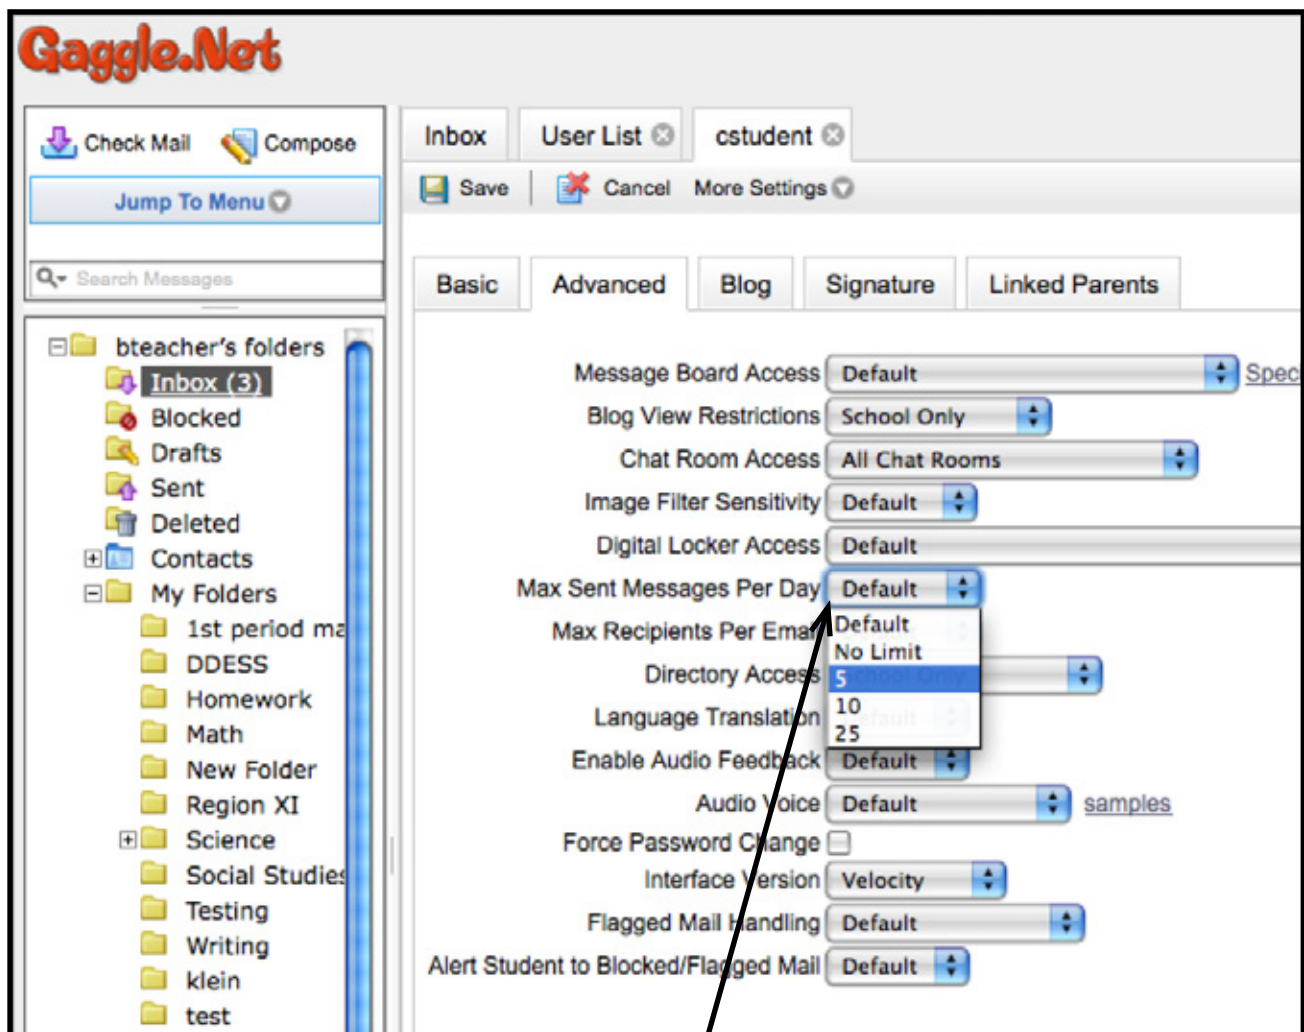 Gaggle.Net
Check Mail Compose
Jump To Menu
Search Messages
bteacher's folders
Inbox (3)
Blocked
Drafts
Sent
Deleted
Contacts
My Folders
1st period ma
DDESS
Homework
Math
New Folder
Region XI
Science
Social Studies
Testing
Writing
klein
test
Inbox User List cstudent
Save Cancel More Settings
Basic Advanced Blog Signature Linked Parents
Message Board Access Default Spec
Blog View Restrictions School Only
Chat Room Access All Chat Rooms
Image Filter Sensitivity Default
Digital Locker Access Default
Max Sent Messages Per Day Default
Default
No Limit
5
10
25
Max Recipients Per Email
Directory Access School Only
Language Translation Default
Enable Audio Feedback Default
Audio Voice Default samples
Force Password Change
Interface Version Velocity
Flagged Mail Handling Default
Alert Student to Blocked/Flagged Mail Default